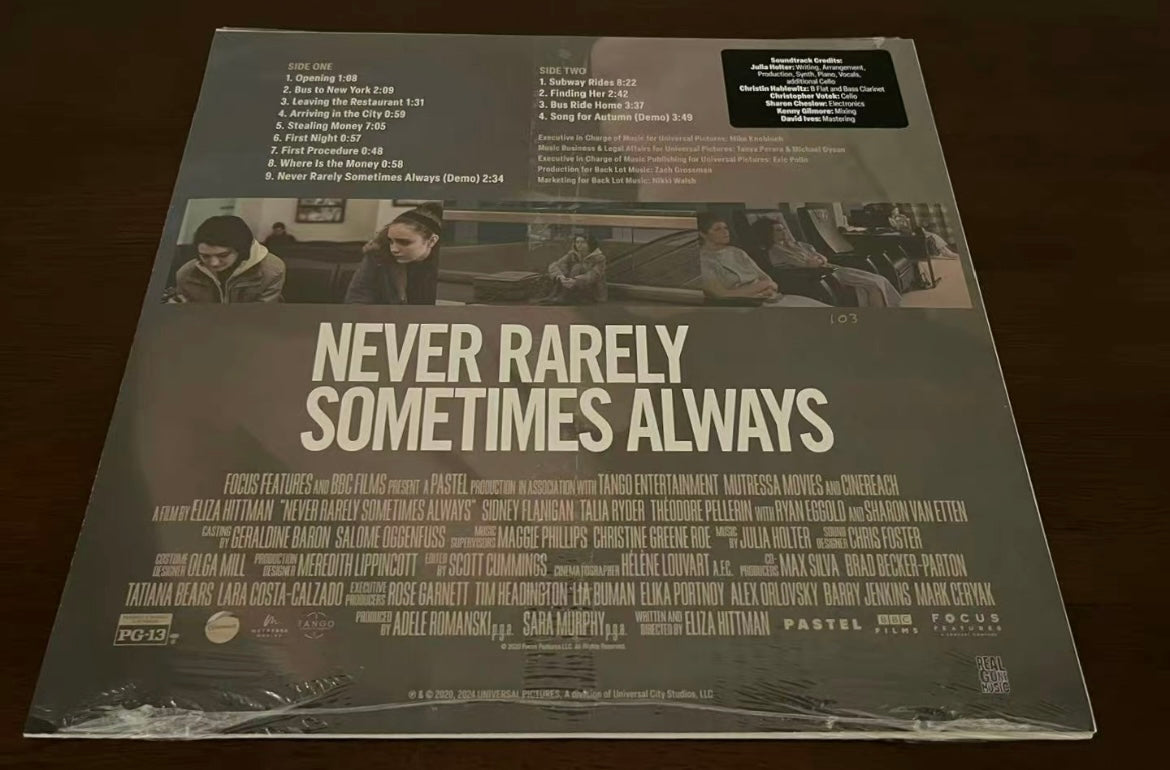 SIDE ONE
1. Opening 1:08
2. Bus to New York 2:09
3. Leaving the Restaurant 1:31
4. Arriving in the City 0:59
5. Stealing Money 7:05
6. First Night 0:57
7. First Procedure 0:48
8. Where Is the Money 0:58
9. Never Rarely Sometimes Always (Demo) 2:34
SIDE TWO
1. Subway Rides 8:22
2. Finding Her 2:42
3. Bus Ride Home 3:37
4. Song for Autumn (Demo) 3:49
Executive In Charge of Music for Universal Pictures: Mike Knobloch
Music Business & Legal Affairs for Universal Pictures: Tanya Perara & Michael Dyson
Executive In Charge of Music Publishing for Universal Pictures: Eric Polin
Production for Back Lot Music: Zach Grossman
Marketing for Back Lot Music: Nikki Walsh
Soundtrack Credits:
Julia Holter: Writing, Arrangement,
Production, Synth, Piano, Vocals,
additional Cello
Christin Hablewitz: B Flat and Bass Clarinet
Christopher Votek: Cello
Sharon Cheslow: Electronics
Kenny Gilmore: Mixing
David Ives: Mastering
103
NEVER RARELY
SOMETIMES ALWAYS
FOCUS FEATURES AND BBC FILMS PRESENT A PASTEL PRODUCTION IN ASSOCIATION WITH TANGO ENTERTAINMENT MUTRESSA MOVIES AND CINEREACH
A FILM BY ELIZA HITTMAN "NEVER RARELY SOMETIMES ALWAYS" SIDNEY FLANIGAN TALIA RYDER THÉODORE PELLERIN WITH RYAN EGGOLD AND SHARON VAN ETTEN
CASTING BY GERALDINE BARON SALOME OGGENFUSS MUSIC SUPERVISORS MAGGIE PHILLIPS CHRISTINE GREENE ROE MUSIC BY JULIA HOLTER SOUND DESIGNER CHRIS FOSTER
COSTUME DESIGNER OLGA MILL PRODUCTION DESIGNER MEREDITH LIPPINCOTT EDITED BY SCOTT CUMMINGS CINEMATOGRAPHER HÉLÈNE LOUVART A.F.C. CO-PRODUCERS MAX SILVA BRAD BECKER-PARTON
TATIANA BEARS LARA COSTA-CALZADO EXECUTIVE PRODUCERS ROSE GARNETT TIM HEADINGTON LIA BUMAN ELIKA PORTNOY ALEX ORLOVSKY BARRY JENKINS MARK CERYAK
PRODUCED BY ADELE ROMANSKI p.g.a. SARA MURPHY p.g.a. WRITTEN AND DIRECTED BY ELIZA HITTMAN
PG-13
TANGO
PASTEL
BBC
FILMS
FOCUS
FEATURES
© 2020 Focus Features LLC. All Rights Reserved.
REAL
GONE
MUSIC
℗ & © 2020, 2024 UNIVERSAL PICTURES, A division of Universal City Studios, LLC